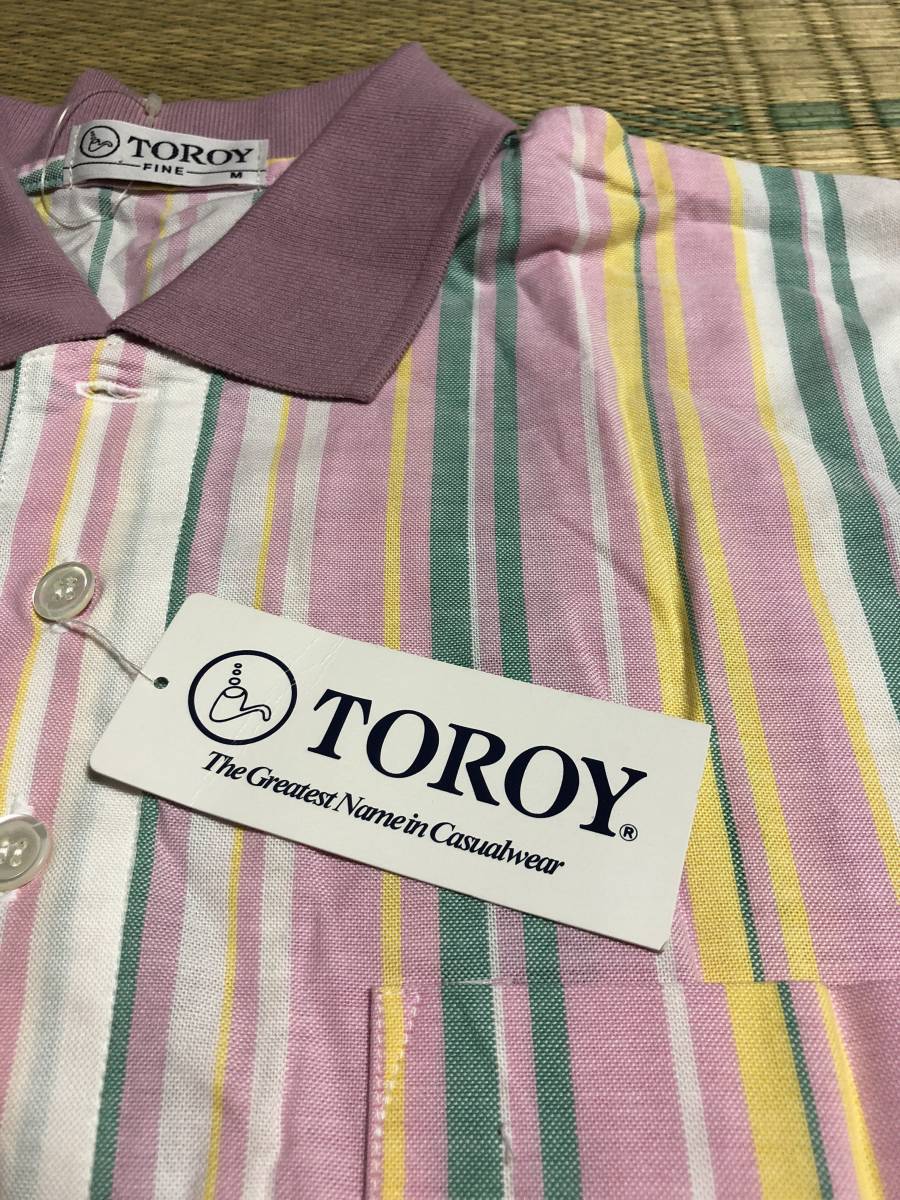 TOROY
FINE
M
TOROY®
The Greatest Name in Casualwear